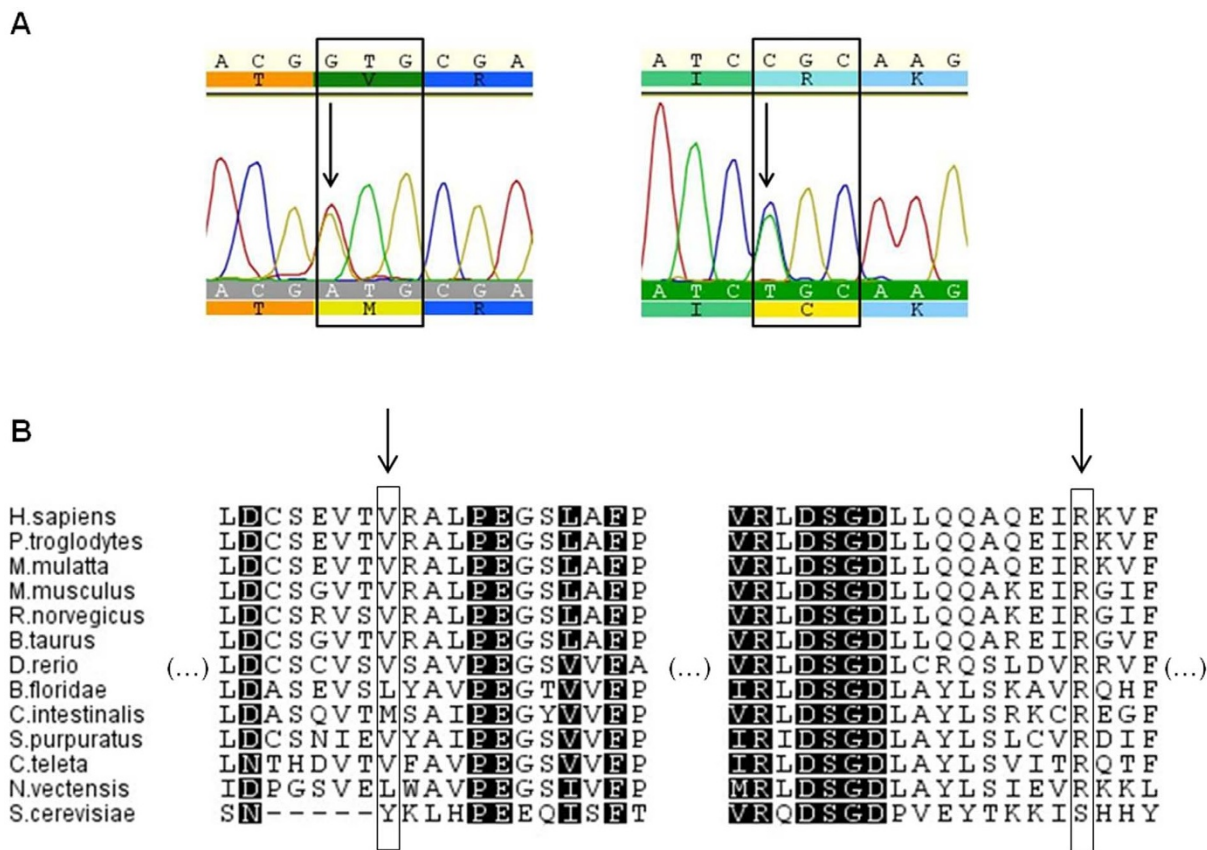 A
A C G G T G C G A
T V R
A C G A T G C G A
T M R
A T C C G C A A G
I R K
A T C T G C A A G
I C K
B
H.sapiens LDCSEVTVRALPEGSLAFP VRLDSGDLLQQAQEIRKVF
P.troglodytes LDCSEVTVRALPEGSLAFP VRLDSGDLLQQAQEIRKVF
M.mulatta LDCSEVTVRALPEGSLAFP VRLDSGDLLQQAQEIRKVF
M.musculus LDCSGVTVRALPEGSLAFP VRLDSGDLLQQAKEIRGIF
R.norvegicus LDCSRVSVRALPEGSLAFP VRLDSGDLLQQAKEIRGIF
B.taurus LDCSGVTVRALPEGSLAFP VRLDSGDLLQQAREIRGVF
D.rerio (...) LDCSCVSVSAVPEGSVVFA (...) VRLDSGDLCRQSLDVRRVF (...)
B.floridae LDASEVSLYAVPEGTVVFP IRLDSGDLAYLSKAVRQHF
C.intestinalis LDASQVTMSAIPEGYVVFP VRLDSGDLAYLSRKCREGF
S.purpuratus LDCSNIEVYAIPEGSVVFP IRIDSGDLAYLSLCVRDIF
C.teleta LNTHDVTVFAVPEGSVVFP IRLDSGDLAYLSVITRQTF
N.vectensis IDPGSVELWAVPEGSIVFP MRLDSGDLAYLSIEVRKKL
S.cerevisiae SN-----YKLHPEEQISFT VRQDSGDPVEYTKKISHHY